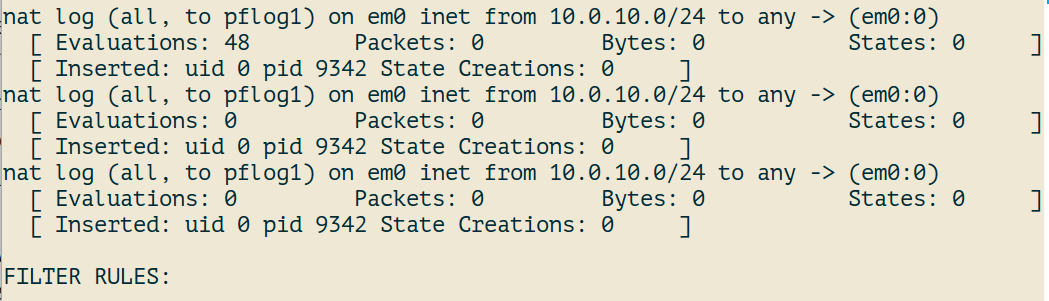 nat log (all, to pflog1) on em0 inet from 10.0.10.0/24 to any -> (em0:0)
  [ Evaluations: 48        Packets: 0         Bytes: 0           States: 0     ]
  [ Inserted: uid 0 pid 9342 State Creations: 0     ]
nat log (all, to pflog1) on em0 inet from 10.0.10.0/24 to any -> (em0:0)
  [ Evaluations: 0         Packets: 0         Bytes: 0           States: 0     ]
  [ Inserted: uid 0 pid 9342 State Creations: 0     ]
nat log (all, to pflog1) on em0 inet from 10.0.10.0/24 to any -> (em0:0)
  [ Evaluations: 0         Packets: 0         Bytes: 0           States: 0     ]
  [ Inserted: uid 0 pid 9342 State Creations: 0     ]
FILTER RULES: